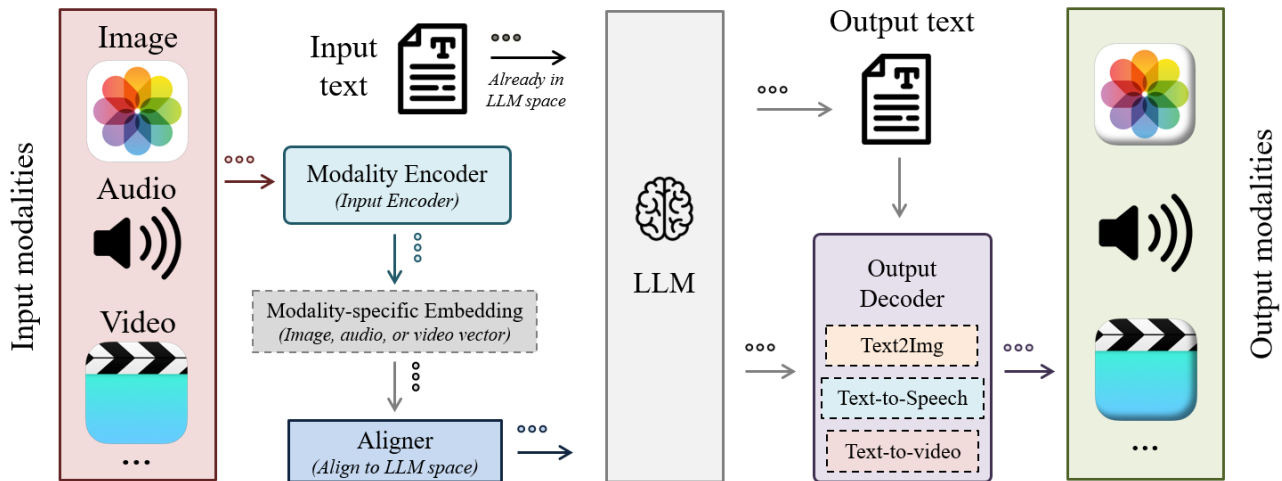 Input modalities
Image
Audio
Video
...
Input
text
T
Already in
LLM space
Modality Encoder
(Input Encoder)
Modality-specific Embedding
(Image, audio, or video vector)
Aligner
(Align to LLM space)
LLM
Output text
T
Output
Decoder
Text2Img
Text-to-Speech
Text-to-video
...
Output modalities